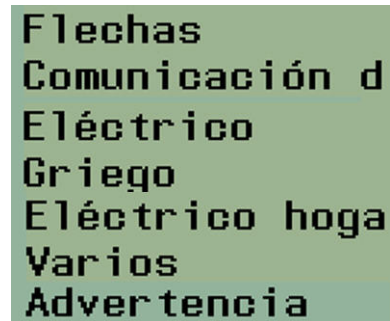 Flechas
Comunicación d
Eléctrico
Griego
Eléctrico hoga
Varios
Advertencia